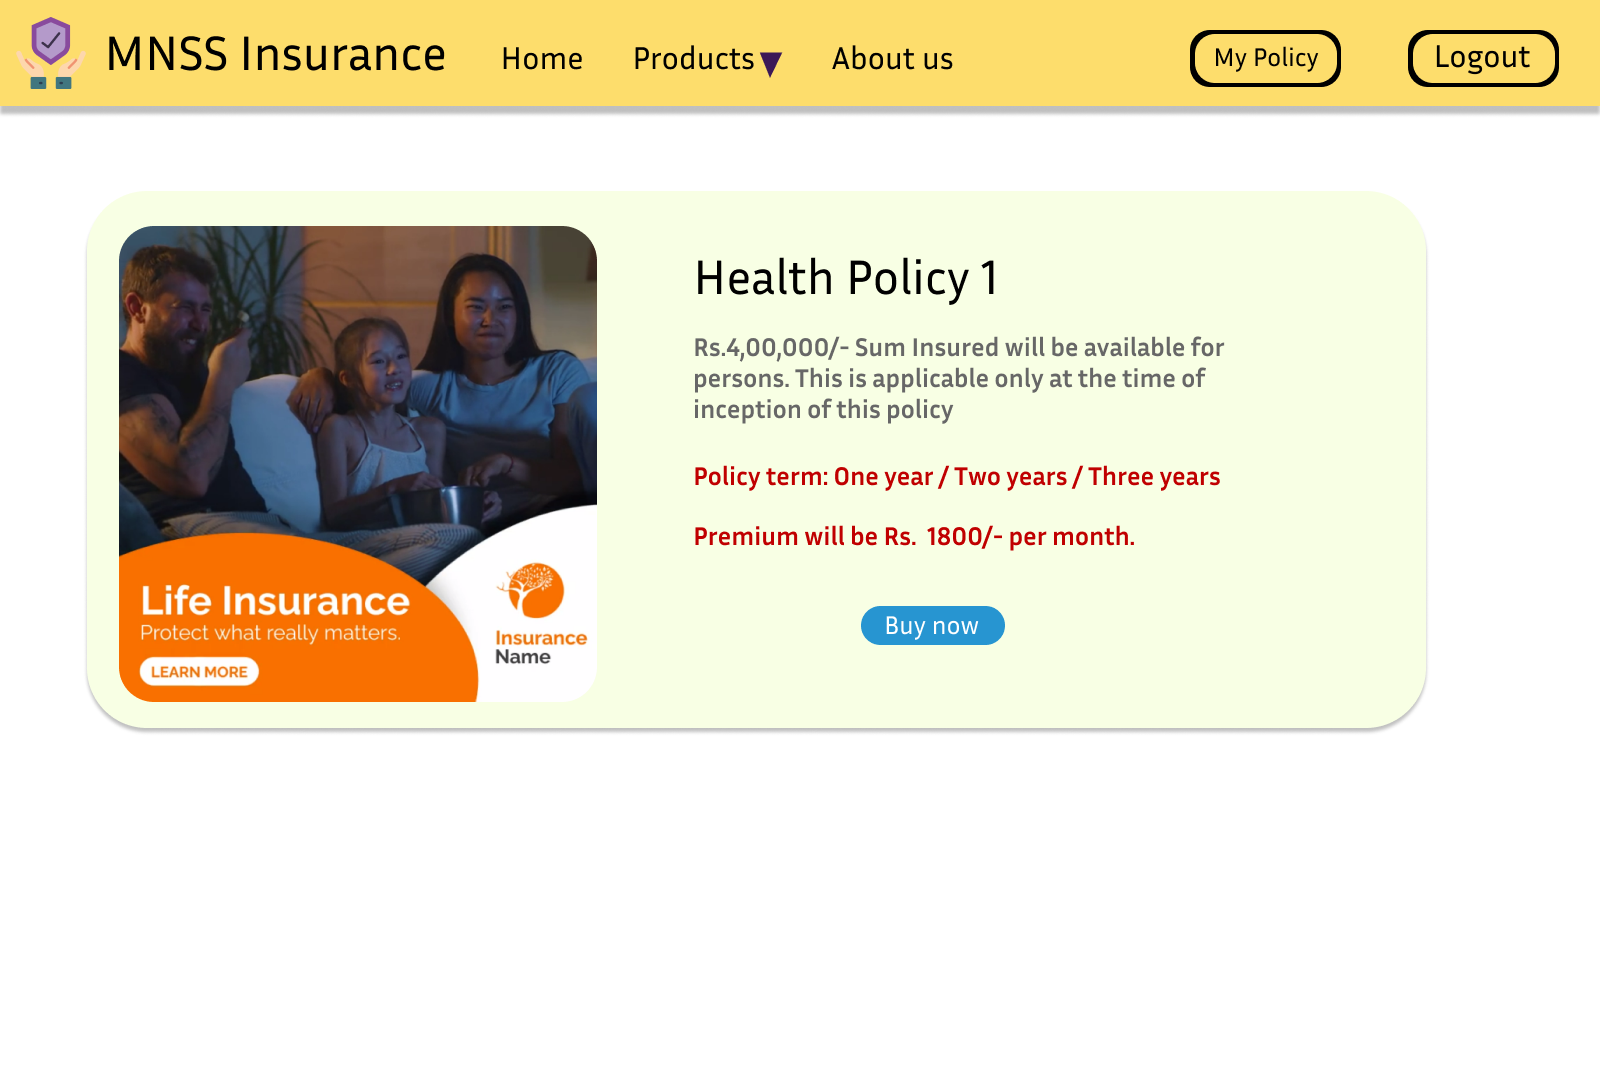 MNSS Insurance
Home
Products
About us
My Policy
Logout
Health Policy 1
Rs.4,00,000/- Sum Insured will be available for
persons. This is applicable only at the time of
inception of this policy
Policy term: One year / Two years / Three years
Premium will be Rs.  1800/- per month.
Buy now
Life Insurance
Protect what really matters.
LEARN MORE
Insurance
Name